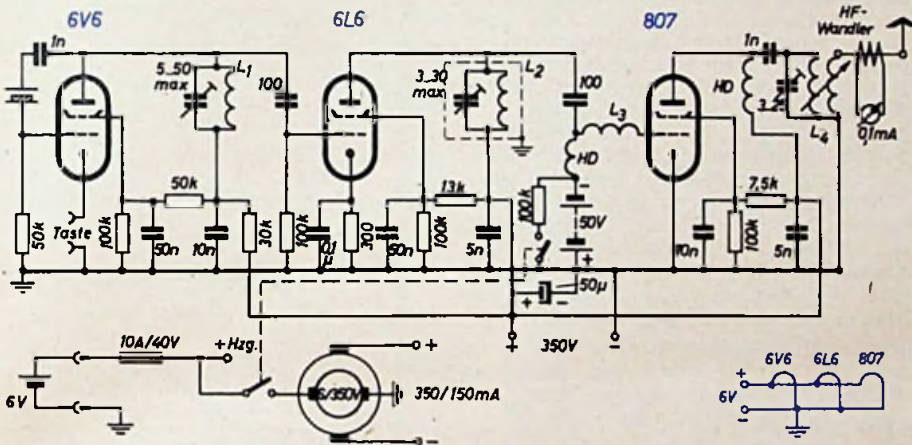 6V6
6L6
807
HF-
Wandler
1n
5...50
max
L1
100
3...30
max
L2
100
L3
HD
1n
HD
L4
0,1mA
50k
Taste
100k
50n
50k
10n
30k
100k
0,1
µ
300
50n
13k
100k
5n
100k
50V
50µ
7,5k
10n
100k
5n
+ 350V -
10A/40V
+Hzg.
6V
350/150mA
6V6
6L6
807
+
6V
-